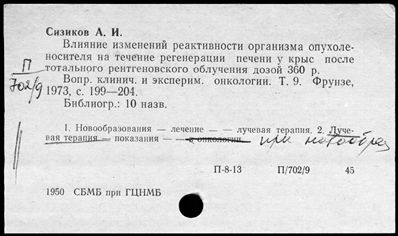 Сизиков А. И.
Влияние изменений реактивности организма опухоле-
носителя на течение регенерации печени у крыс после
тотального рентгеновского облучения дозой 360 р.
П
702/9
Вопр. клинич. и эксперим. онкологии. Т. 9. Фрунзе,
1973, с. 199—204.
Библиогр.: 10 назв.
1. Новообразования — лечение — — лучевая терапия. 2. Луче-
вая терапия — показания — в онкологии. при новообраз
П-8-13 П/702/9 45
1950 СБМБ при ГЦНМБ